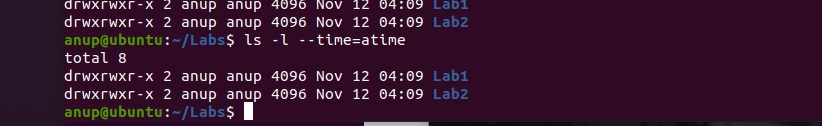 drwxrwxr-x 2 anup anup 4096 Nov 12 04:09 Lab1
drwxrwxr-x 2 anup anup 4096 Nov 12 04:09 Lab2
anup@ubuntu:~/Labs$ ls -l --time=atime
total 8
drwxrwxr-x 2 anup anup 4096 Nov 12 04:09 Lab1
drwxrwxr-x 2 anup anup 4096 Nov 12 04:09 Lab2
anup@ubuntu:~/Labs$